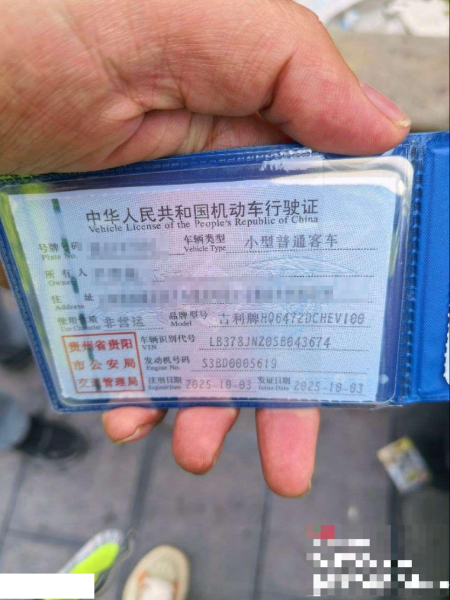 中华人民共和国机动车行驶证
Vehicle License of the People's Republic of China
号牌号码 车辆类型 小型普通客车
Plate No. Vehicle Type
所有人
Owner
住址
使用性质 非营运 品牌型号 吉利牌HQ6472DCHEV100
Use Character Model
贵州省贵阳市公安局交通管理局
车辆识别代号 LB378JNZ0SB043674
VIN
发动机号码 S3BD0005619
Engine No.
注册日期 2025-10-03 发证日期 2025-10-03
Register Date Issue Date